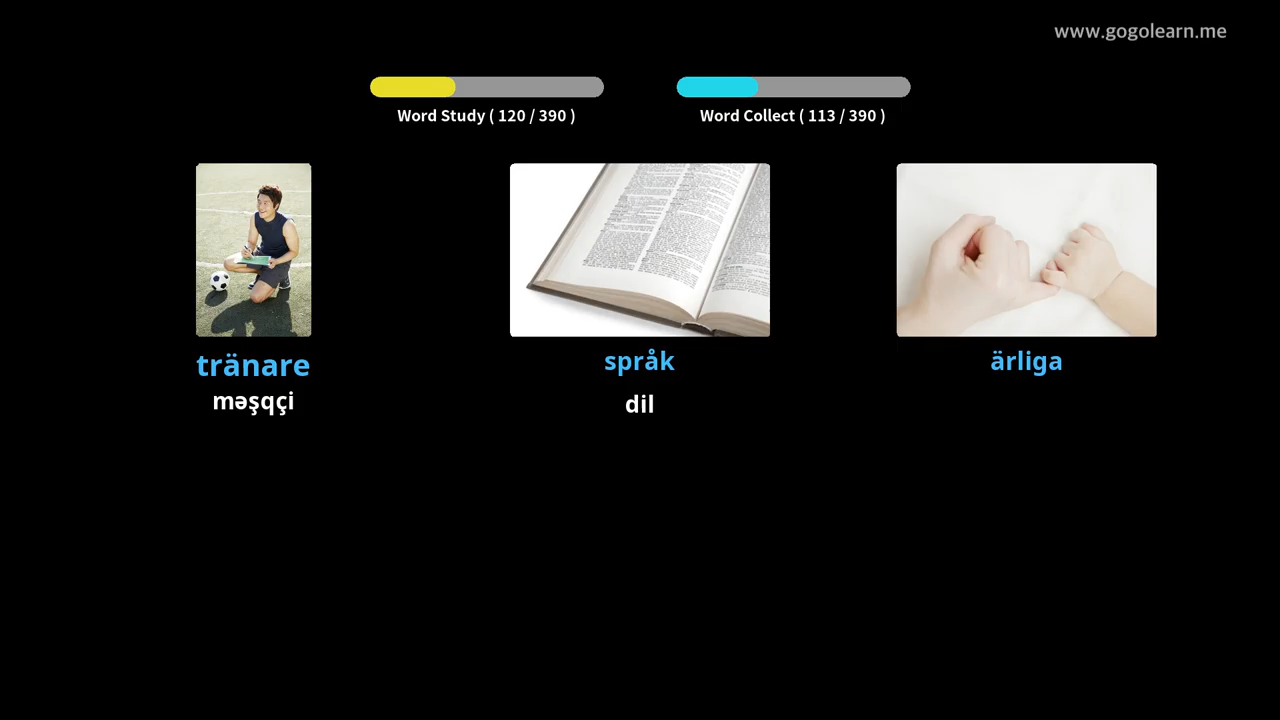 www.gogolearn.me
Word Study ( 120 / 390 )
Word Collect ( 113 / 390 )
tränare
språk
ärliga
məşqçi
dil